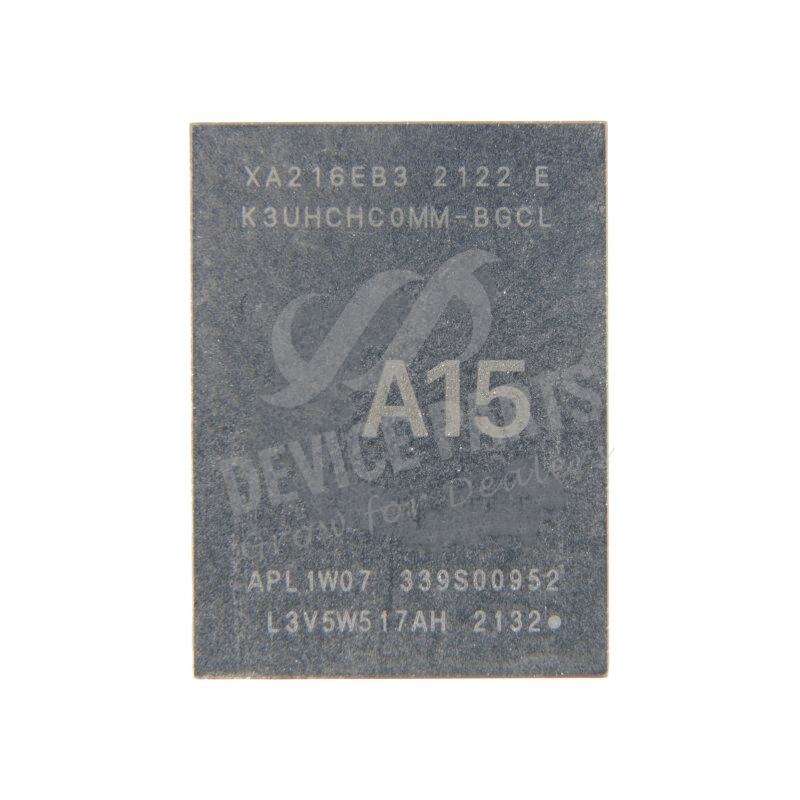 XA216EB3 2122 E
K3UHCHC0MM-BGCL
A15
DEVICE PARTS
Grow for Dealers
APL1W07 339S00952
L3V5W517AH 2132